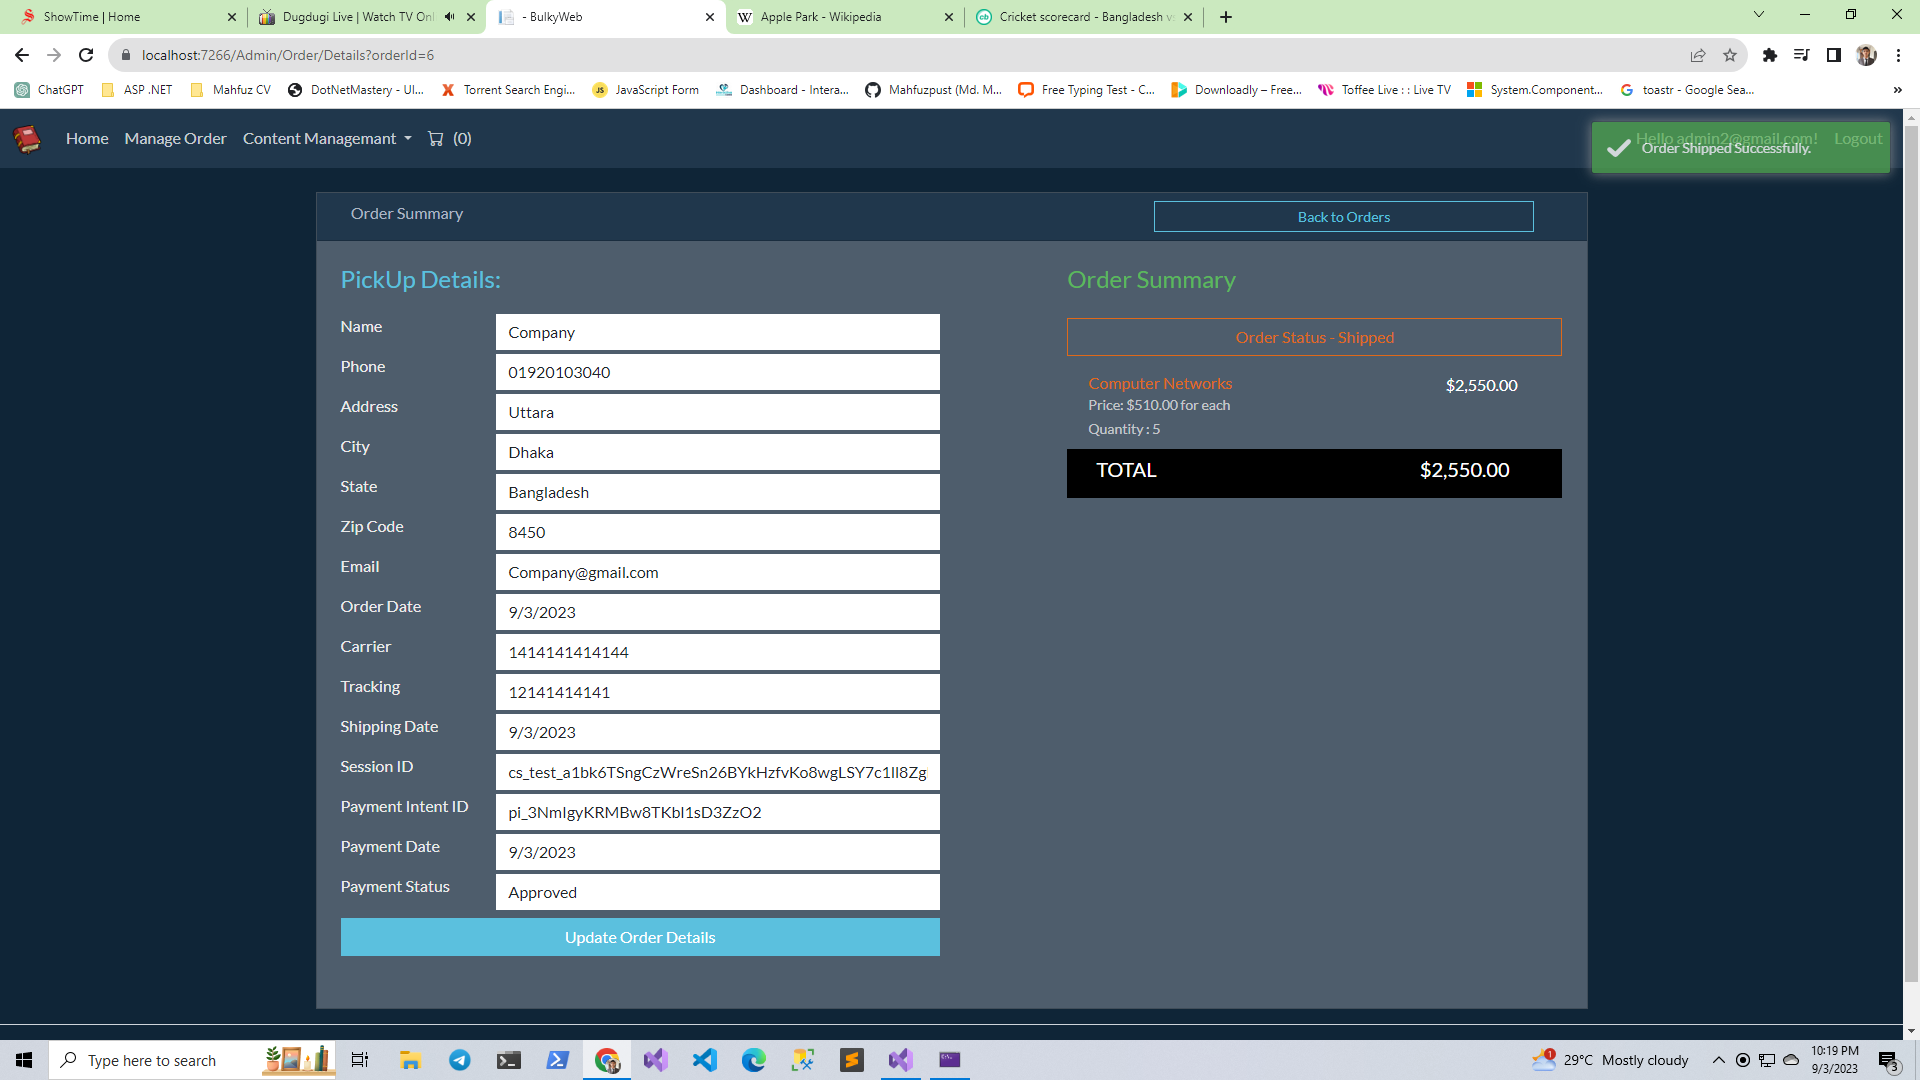 ShowTime | Home
Dugdugi Live | Watch TV Onl
- BulkyWeb
Apple Park - Wikipedia
Cricket scorecard - Bangladesh v
localhost:7266/Admin/Order/Details?orderId=6
ChatGPT
ASP .NET
Mahfuz CV
DotNetMastery - Ul...
Torrent Search Engi...
JavaScript Form
Dashboard - Intera...
Mahfuzpust (Md. M...
Free Typing Test - C...
Downloadly – Free...
Toffee Live : : Live TV
System.Component...
toastr - Google Sea...
Home
Manage Order
Content Managemant
(0)
Hello admin2@gmail.com!
Logout
Order Shipped Successfully.
Order Summary
Back to Orders
PickUp Details:
Name
Company
Phone
01920103040
Address
Uttara
City
Dhaka
State
Bangladesh
Zip Code
8450
Email
Company@gmail.com
Order Date
9/3/2023
Carrier
1414141414144
Tracking
12141414141
Shipping Date
9/3/2023
Session ID
cs_test_a1bk6TSngCzWreSn26BYkHzfvKo8wgLSY7c1lI8Zg
Payment Intent ID
pi_3NmIgyKRMBw8TKbI1sD3ZzO2
Payment Date
9/3/2023
Payment Status
Approved
Update Order Details
Order Summary
Order Status - Shipped
Computer Networks
$2,550.00
Price: $510.00 for each
Quantity : 5
TOTAL
$2,550.00
Type here to search
1
29°C Mostly cloudy
10:19 PM
9/3/2023
3